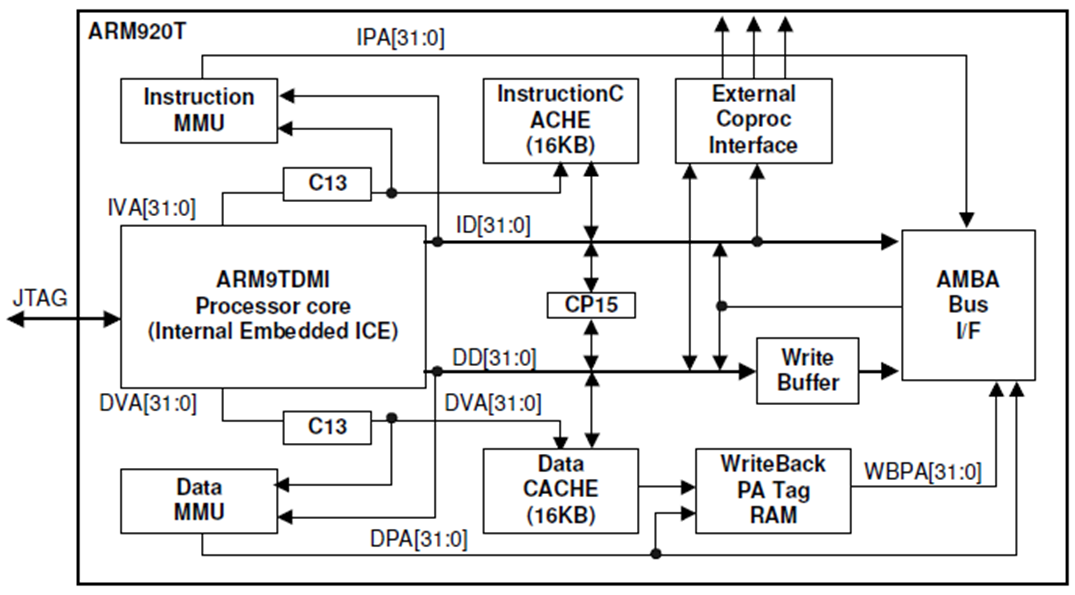 ARM920T
IPA[31:0]
Instruction
MMU
InstructionC
ACHE
(16KB)
External
Coproc
Interface
C13
IVA[31:0]
ID[31:0]
ARM9TDMI
Processor core
(Internal Embedded ICE)
JTAG
CP15
AMBA
Bus
I/F
DD[31:0]
Write
Buffer
DVA[31:0]
C13
DVA[31:0]
Data
MMU
Data
CACHE
(16KB)
WriteBack
PA Tag
RAM
WBPA[31:0]
DPA[31:0]